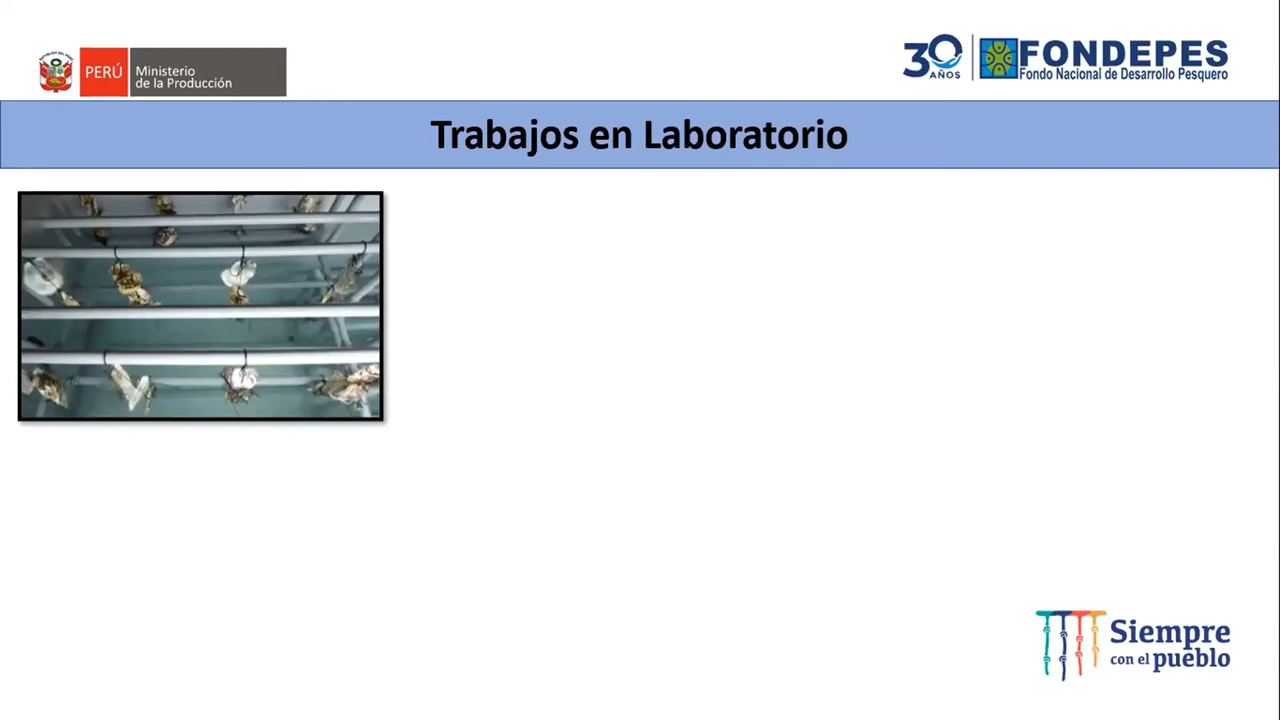 PERÚ
Ministerio
de la Producción
30
AÑOS
FONDEPES
Fondo Nacional de Desarrollo Pesquero
Trabajos en Laboratorio
Siempre
con el pueblo